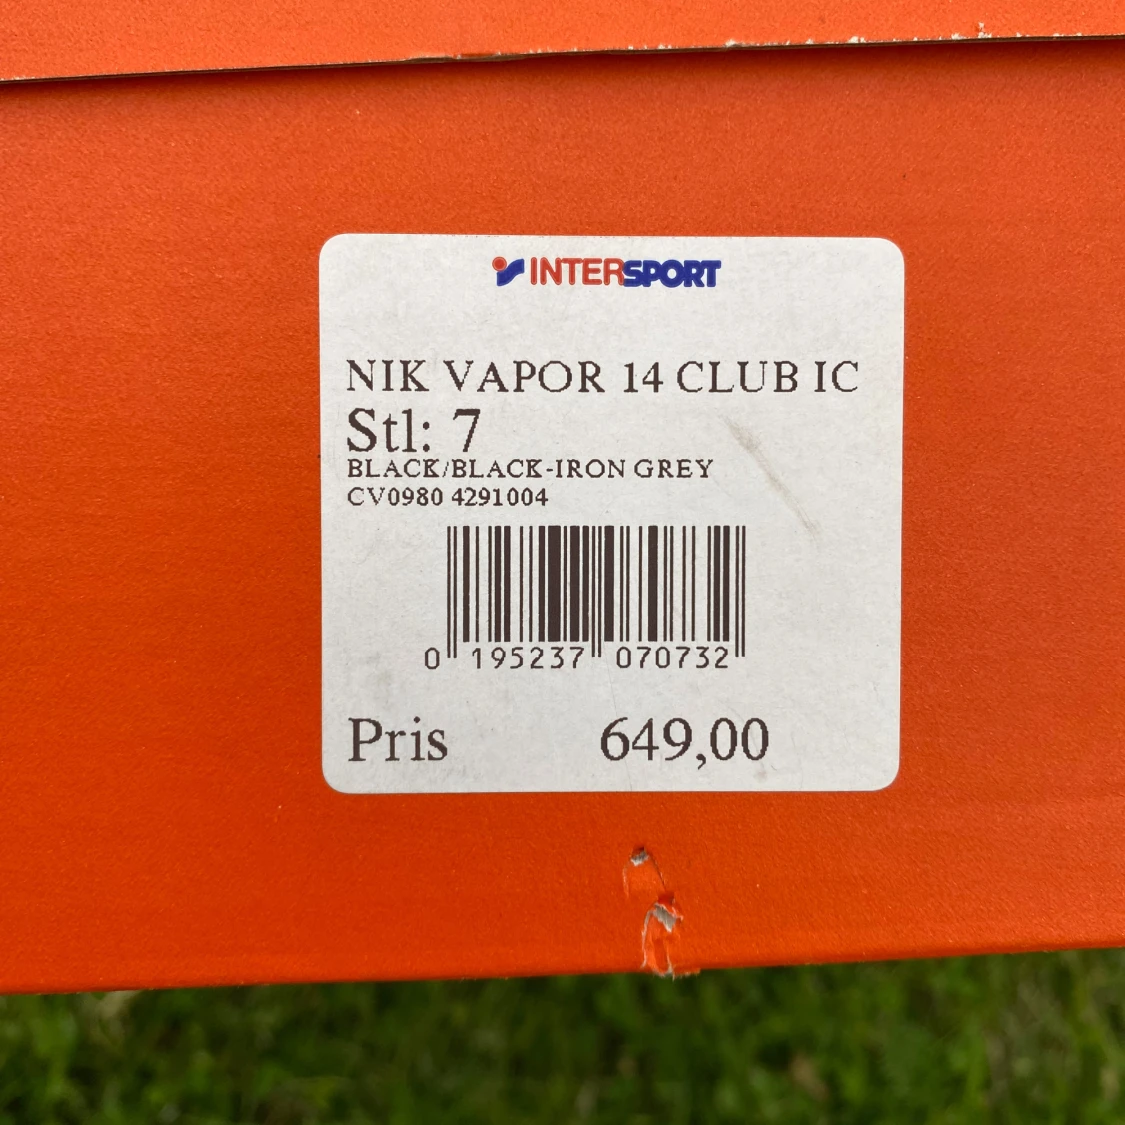 INTERSPORT
NIK VAPOR 14 CLUB IC
Stl: 7
BLACK/BLACK-IRON GREY
CV0980 4291004
0 195237 070732
Pris 649,00